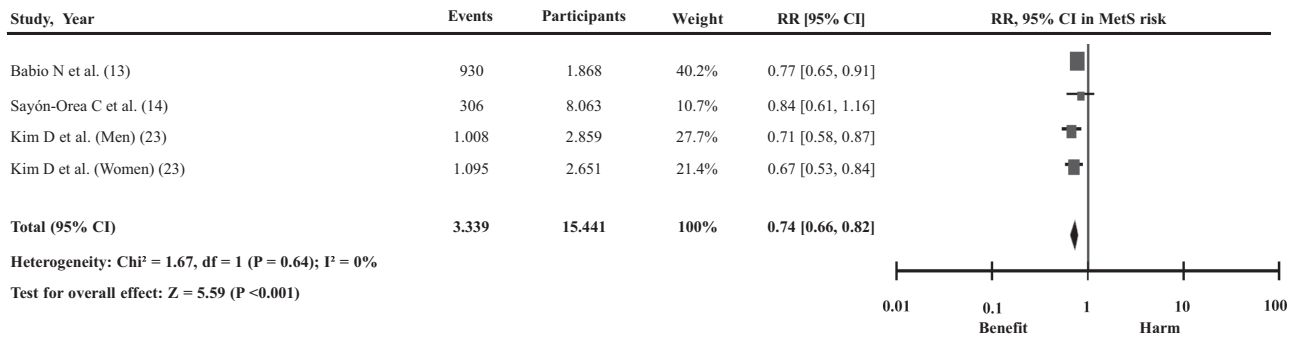 Study, Year Events Participants Weight RR [95% CI] RR, 95% CI in MetS risk
Babio N et al. (13) 930 1.868 40.2% 0.77 [0.65, 0.91]
Sayón-Orea C et al. (14) 306 8.063 10.7% 0.84 [0.61, 1.16]
Kim D et al. (Men) (23) 1.008 2.859 27.7% 0.71 [0.58, 0.87]
Kim D et al. (Women) (23) 1.095 2.651 21.4% 0.67 [0.53, 0.84]
Total (95% CI) 3.339 15.441 100% 0.74 [0.66, 0.82]
Heterogeneity: Chi² = 1.67, df = 1 (P = 0.64); I² = 0%
Test for overall effect: Z = 5.59 (P <0.001)
0.01 0.1 1 10 100
Benefit Harm